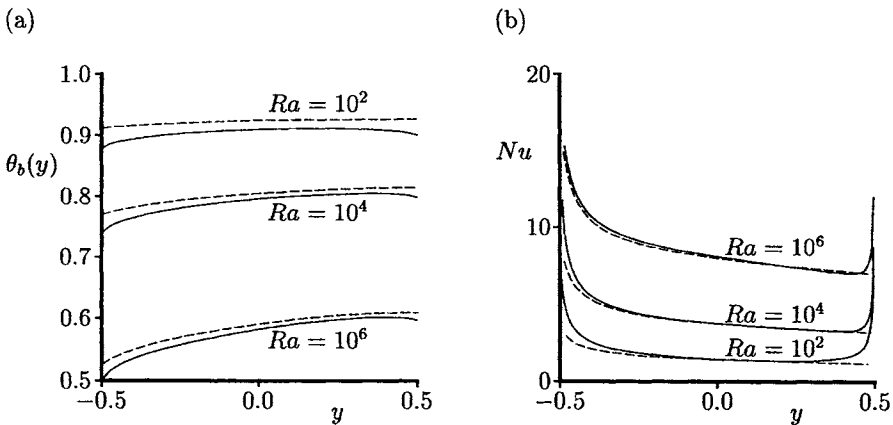 (a)
1.0
0.9
θ_b(y)
0.8
0.7
0.6
0.5
Ra = 10²
Ra = 10⁴
Ra = 10⁶
−0.5
0.0
y
0.5
(b)
20
Nu
10
0
Ra = 10⁶
Ra = 10⁴
Ra = 10²
−0.5
0.0
y
0.5